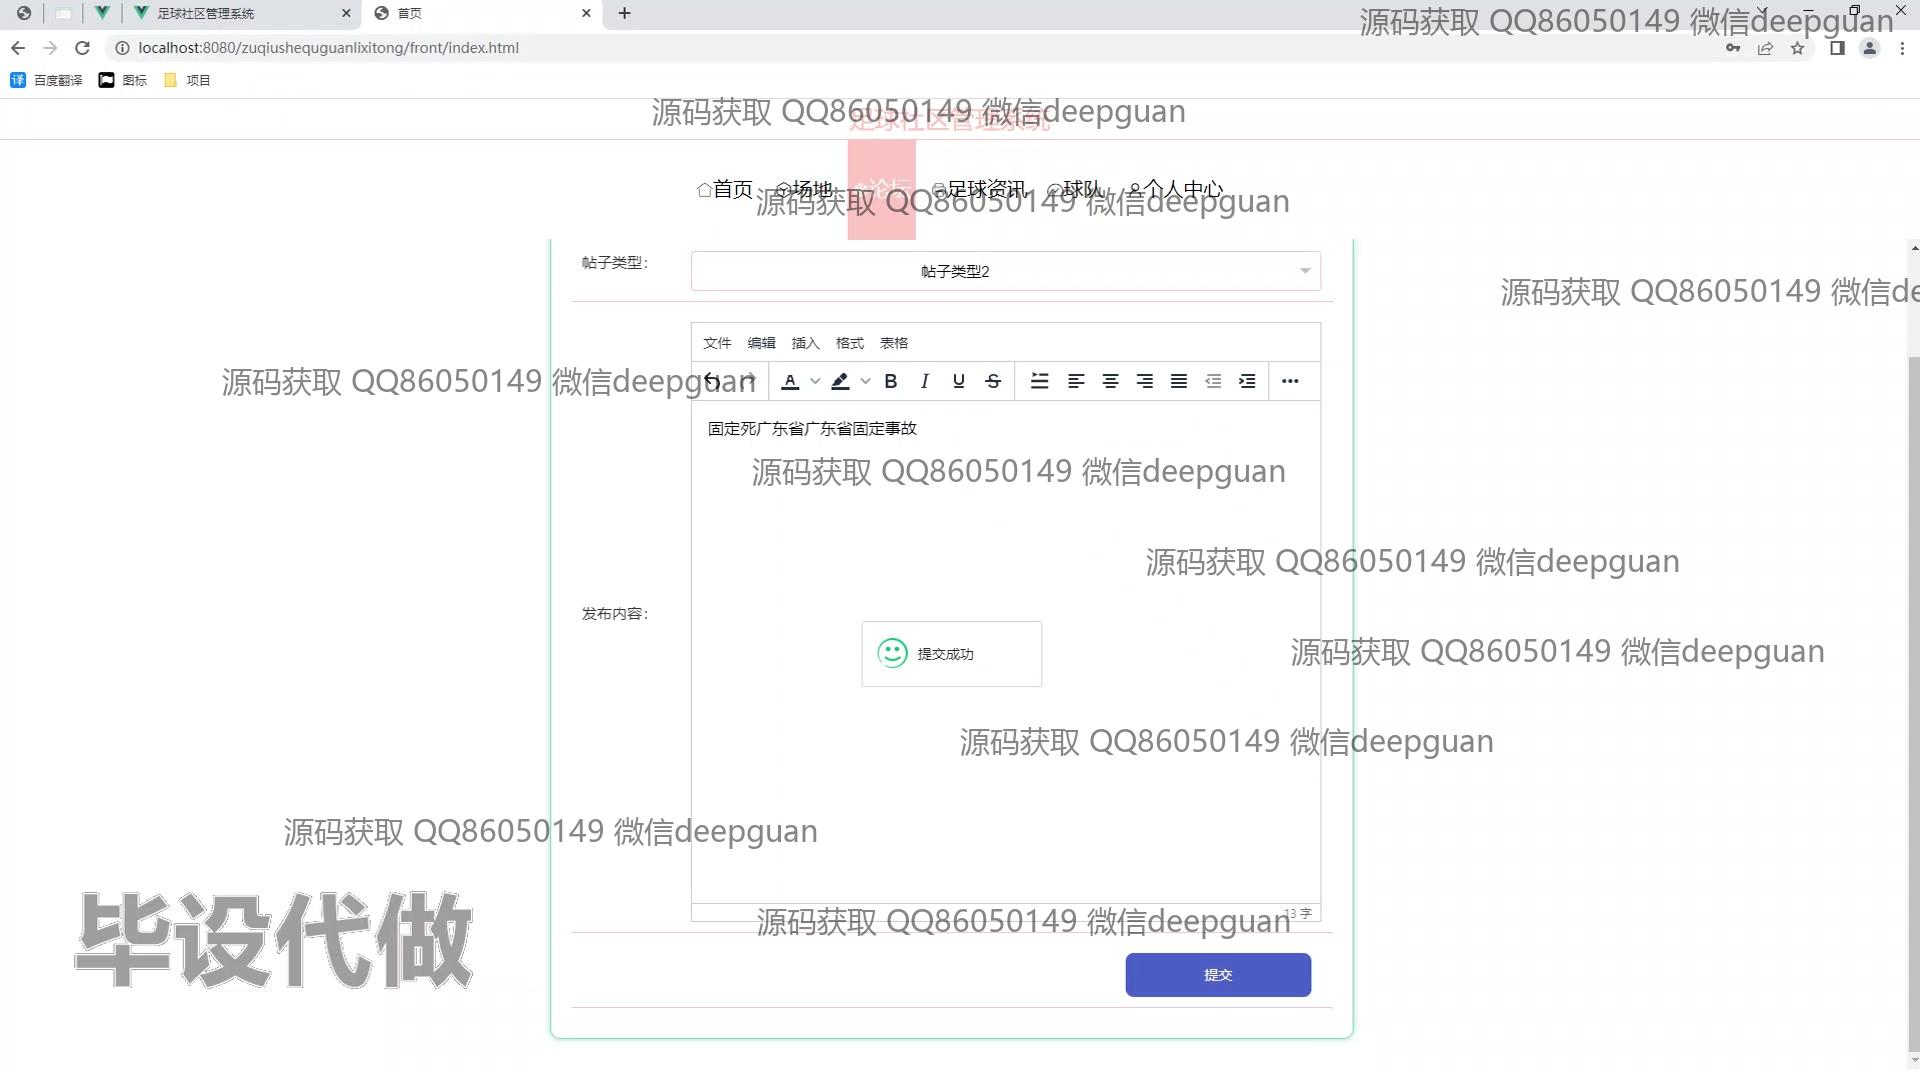 足球社区管理系统
首页
源码获取 QQ86050149 微信deepguan
localhost:8080/zuqiushequguanlixitong/front/index.html
译 百度翻译 图标 项目
源码获取 QQ86050149 微信deepguan
足球社区管理系统
首页 场地 论坛 足球资讯 球队 个人中心
源码获取 QQ86050149 微信deepguan
帖子类型:
帖子类型2
源码获取 QQ86050149 微信de
文件 编辑 插入 格式 表格
源码获取 QQ86050149 微信deepguan
A B I U S
固定死广东省广东省固定事故
源码获取 QQ86050149 微信deepguan
源码获取 QQ86050149 微信deepguan
发布内容:
提交成功
源码获取 QQ86050149 微信deepguan
源码获取 QQ86050149 微信deepguan
源码获取 QQ86050149 微信deepguan
毕设代做
13 字
源码获取 QQ86050149 微信deepguan
提交